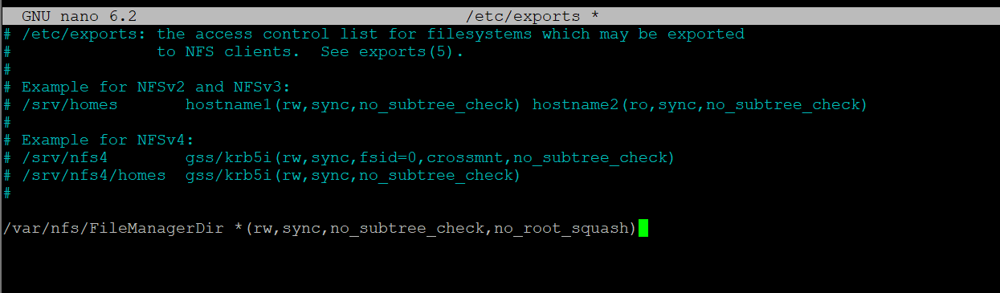 GNU nano 6.2 /etc/exports *
# /etc/exports: the access control list for filesystems which may be exported
#               to NFS clients.  See exports(5).
#
# Example for NFSv2 and NFSv3:
# /srv/homes       hostname1(rw,sync,no_subtree_check) hostname2(ro,sync,no_subtree_check)
#
# Example for NFSv4:
# /srv/nfs4        gss/krb5i(rw,sync,fsid=0,crossmnt,no_subtree_check)
# /srv/nfs4/homes  gss/krb5i(rw,sync,no_subtree_check)
#
/var/nfs/FileManagerDir *(rw,sync,no_subtree_check,no_root_squash)